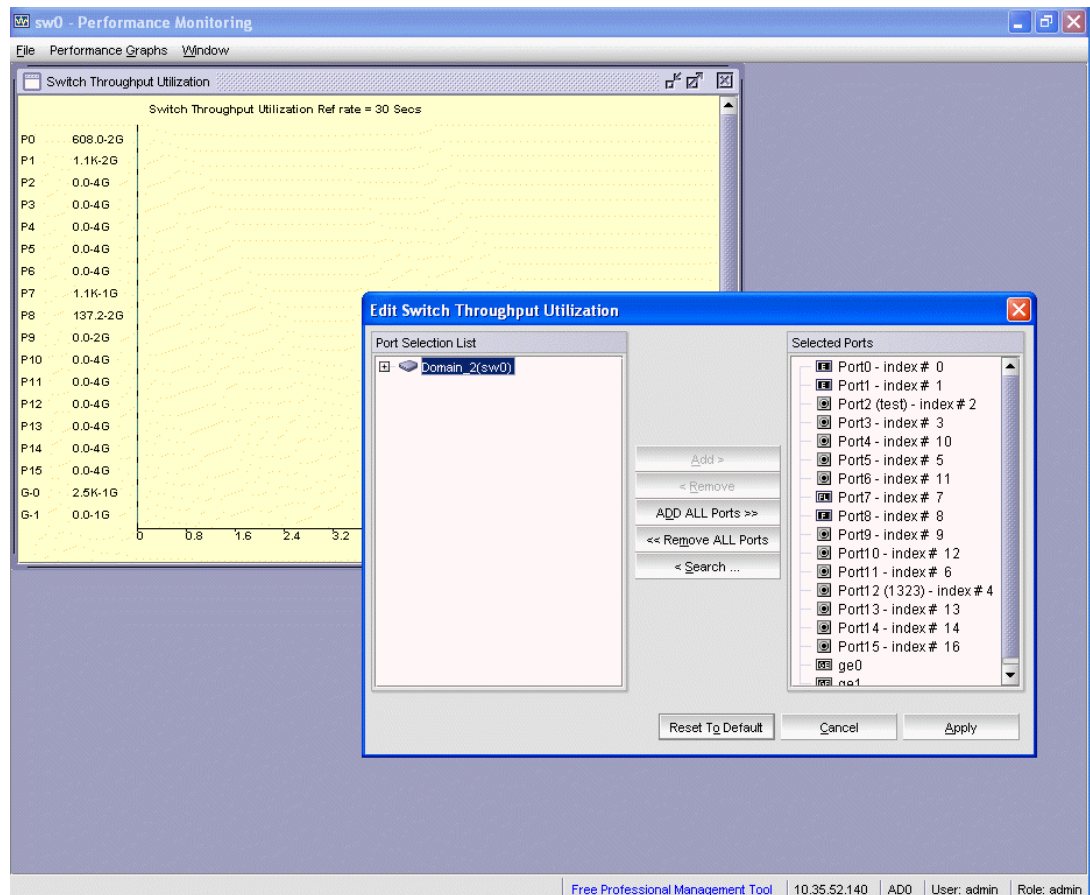 sw0 - Performance Monitoring
File Performance Graphs Window
Switch Throughput Utilization
Switch Throughput Utilization Ref rate = 30 Secs
P0 608.0-2G
P1 1.1K-2G
P2 0.0-4G
P3 0.0-4G
P4 0.0-4G
P5 0.0-4G
P6 0.0-4G
P7 1.1K-1G
P8 137.2-2G
P9 0.0-2G
P10 0.0-4G
P11 0.0-4G
P12 0.0-4G
P13 0.0-4G
P14 0.0-4G
P15 0.0-4G
G-0 2.5K-1G
G-1 0.0-1G
0 0.8 1.6 2.4 3.2
Edit Switch Throughput Utilization
Port Selection List
Domain_2(sw0)
Add >
< Remove
ADD ALL Ports >>
<< Remove ALL Ports
< Search ...
Selected Ports
Port0 - index # 0
Port1 - index # 1
Port2 (test) - index # 2
Port3 - index # 3
Port4 - index # 10
Port5 - index # 5
Port6 - index # 11
Port7 - index # 7
Port8 - index # 8
Port9 - index # 9
Port10 - index # 12
Port11 - index # 6
Port12 (1323) - index # 4
Port13 - index # 13
Port14 - index # 14
Port15 - index # 16
ge0
ge1
Reset To Default Cancel Apply
Free Professional Management Tool 10.35.52.140 AD0 User: admin Role: admin